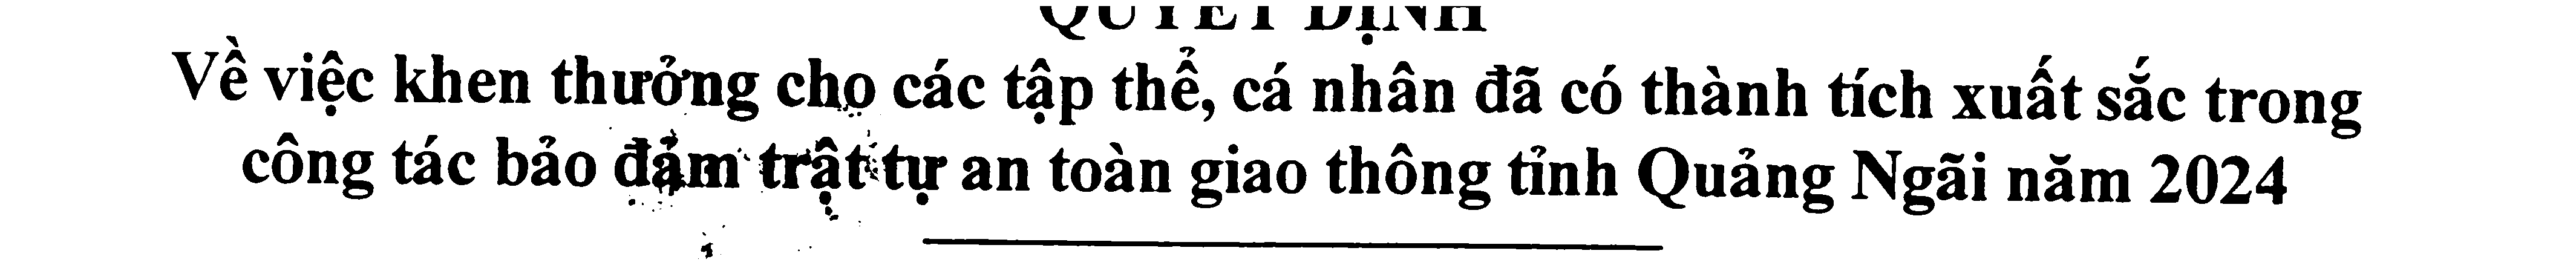 QUYẾT ĐỊNH
Về việc khen thưởng cho các tập thể, cá nhân đã có thành tích xuất sắc trong
công tác bảo đảm trật tự an toàn giao thông tỉnh Quảng Ngãi năm 2024